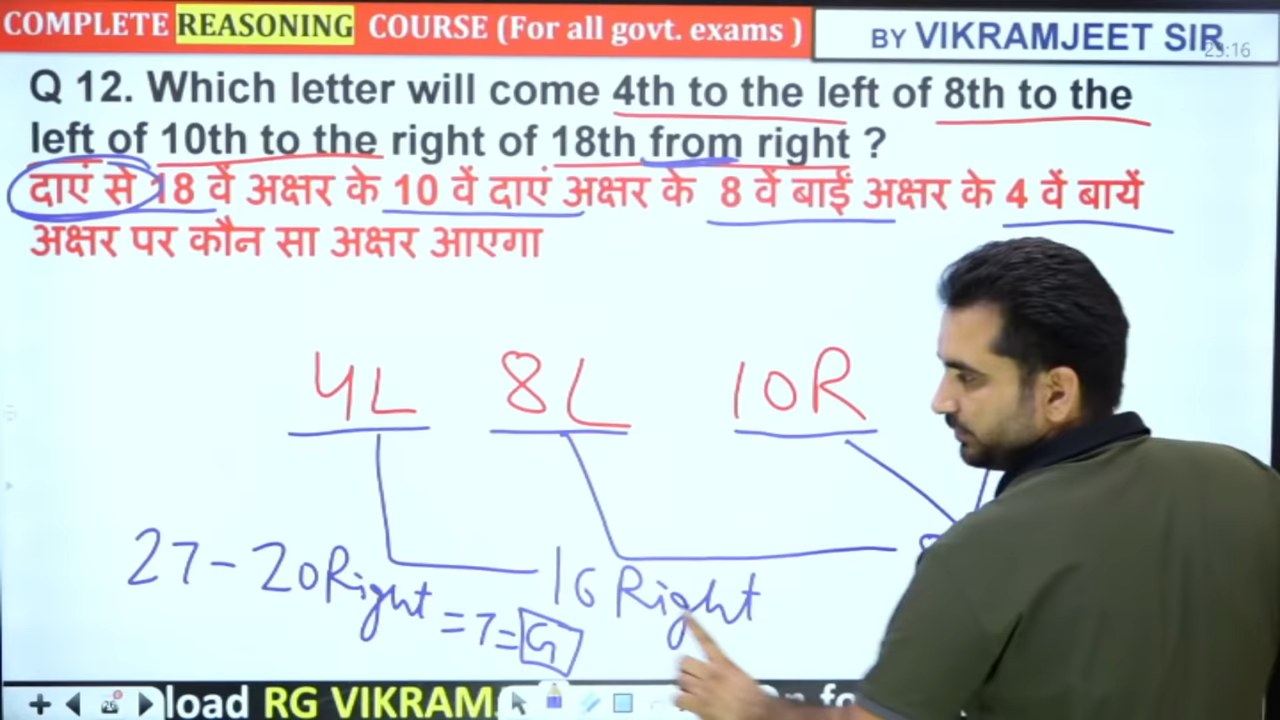 COMPLETE REASONING COURSE (For all govt. exams )
BY VIKRAMJEET SIR
23:16
Q 12. Which letter will come 4th to the left of 8th to the
left of 10th to the right of 18th from right ?
दाएं से 18 वें अक्षर के 10 वें दाएं अक्षर के 8 वें बाईं अक्षर के 4 वें बायें
अक्षर पर कौन सा अक्षर आएगा
4L 8L 10R
27-20Right =7=G
16 Right
load RG VIKRAM